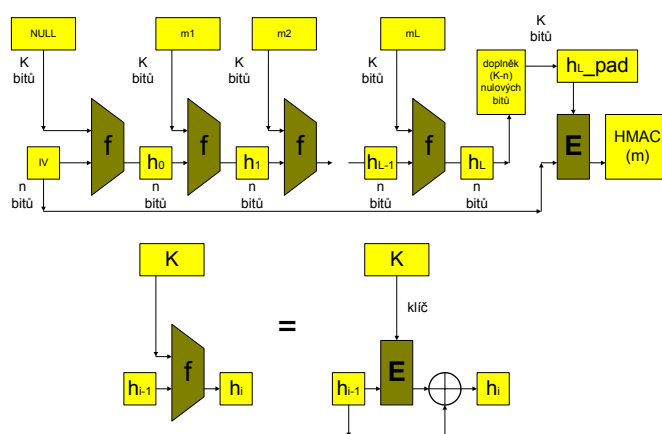 NULL
m1
m2
mL
K
bitů
K
bitů
K
bitů
K
bitů
K
bitů
doplněk
(K-n)
nulových
bitů
hL_pad
f
f
f
f
E
HMAC
(m)
IV
h0
h1
hL-1
hL
n
bitů
n
bitů
n
bitů
n
bitů
n
bitů
K
K
klíč
=
f
E
hi-1
hi
hi-1
hi